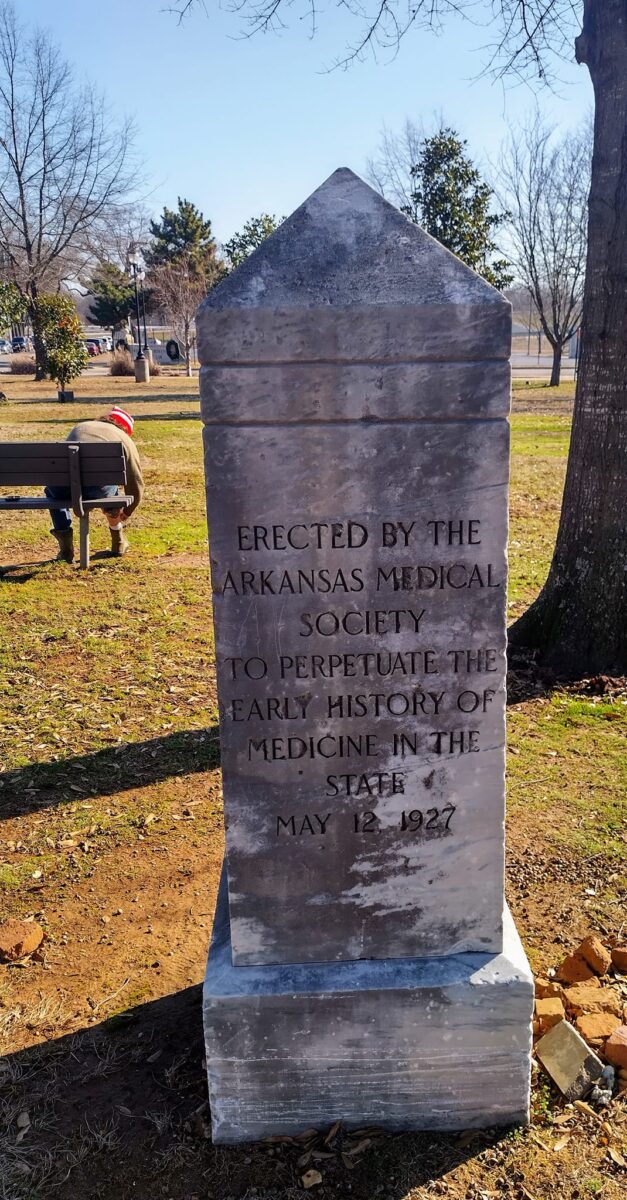 ERECTED BY THE
ARKANSAS MEDICAL
SOCIETY
TO PERPETUATE THE
EARLY HISTORY OF
MEDICINE IN THE
STATE
MAY 12, 1927